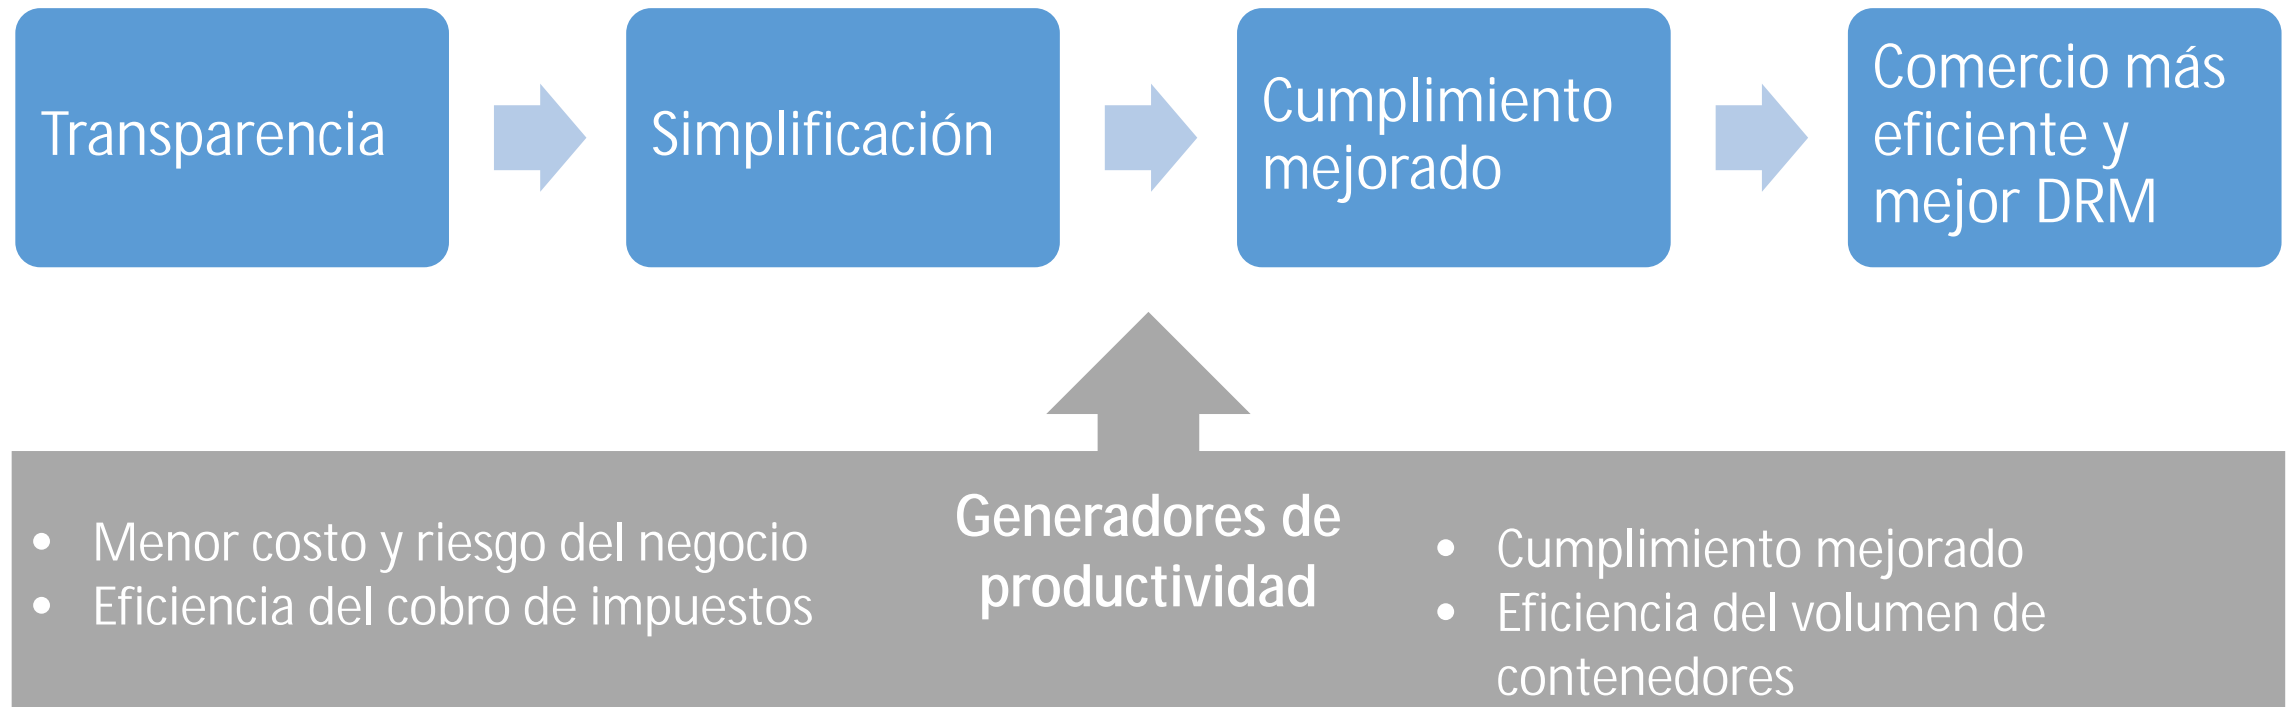 Transparencia
Simplificación
Cumplimiento
mejorado
Comercio más
eficiente y
mejor DRM
• Menor costo y riesgo del negocio
• Eficiencia del cobro de impuestos
Generadores de
productividad
• Cumplimiento mejorado
• Eficiencia del volumen de
contenedores